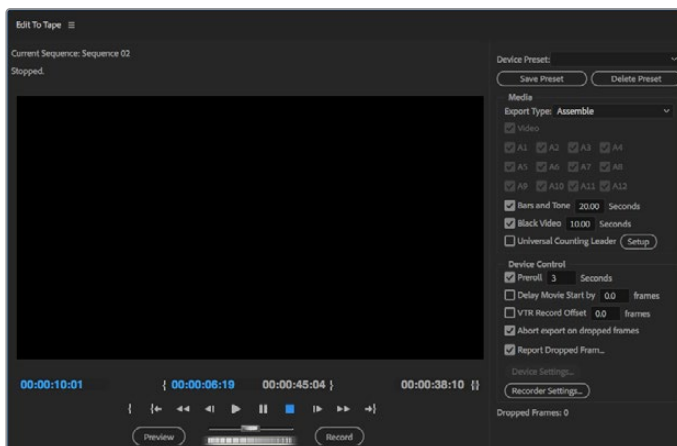 Edit To Tape
Current Sequence: Sequence 02
Stopped.
00:00:10:01
{ 00:00:06:19
00:00:45:04 }
00:00:38:10 {}
Preview
Record
Device Preset:
Save Preset
Delete Preset
Media
Export Type: Assemble
Video
A1 A2 A3 A4
A5 A6 A7 A8
A9 A10 A11 A12
Bars and Tone 20.00 Seconds
Black Video 10.00 Seconds
Universal Counting Leader Setup
Device Control
Preroll 3 Seconds
Delay Movie Start by 0.0 frames
VTR Record Offset 0.0 frames
Abort export on dropped frames
Report Dropped Fram...
Device Settings...
Recorder Settings...
Dropped Frames: 0